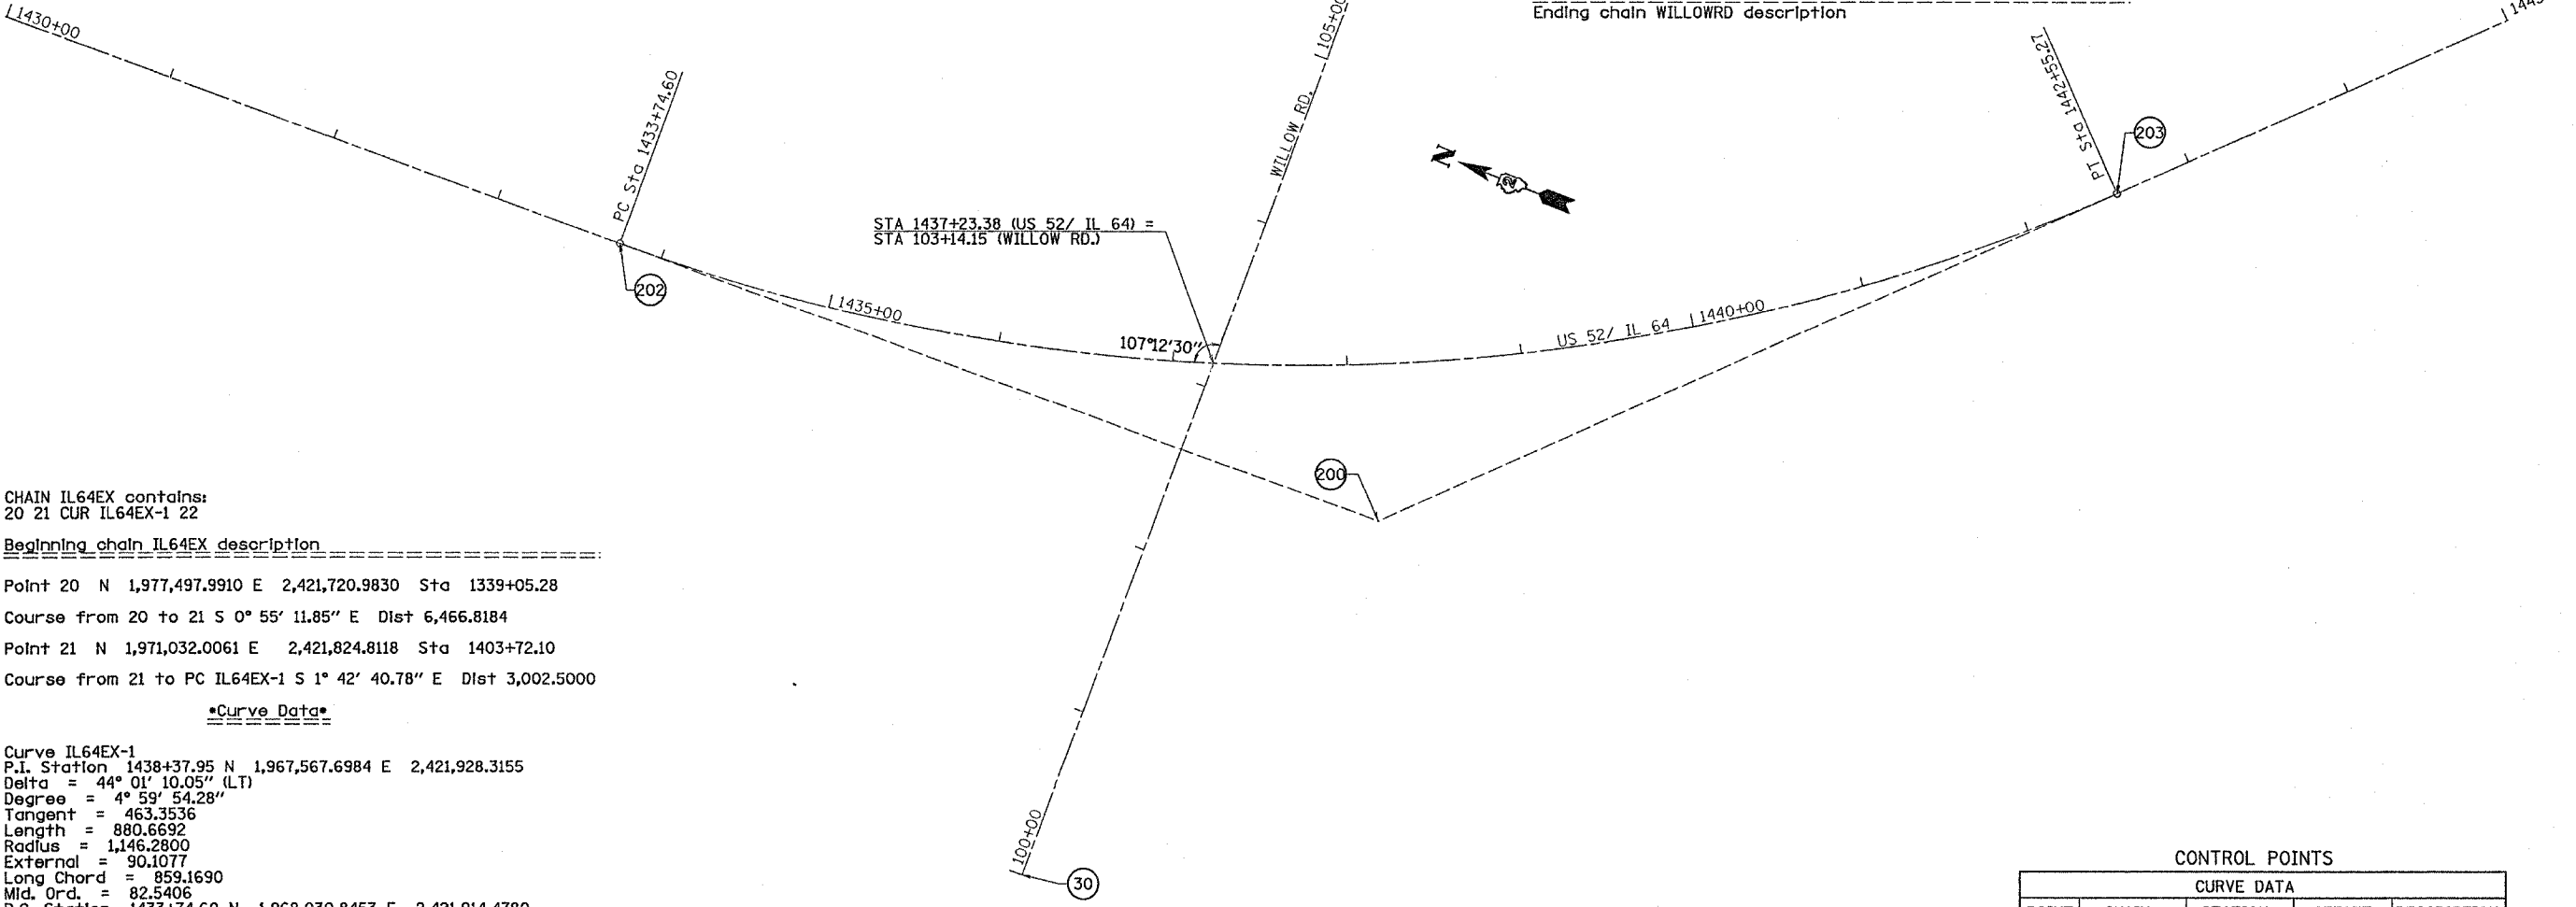 1430+00
PC Sta 1433+74.60
202
1435+00
STA 1437+23.38 (US 52/ IL 64) =
STA 103+14.15 (WILLOW RD.)
107°12'30"
WILLOW RD.
105+00
Ending chain WILLOWRD description
N
2
US 52/ IL 64
1440+00
PT Sta 1442+55.27
203
200
100+00
30
CHAIN IL64EX contains:
20 21 CUR IL64EX-1 22
Beginning chain IL64EX description
Point 20 N 1,977,497.9910 E 2,421,720.9830 Sta 1339+05.28
Course from 20 to 21 S 0° 55' 11.85" E Dist 6,466.8184
Point 21 N 1,971,032.0061 E 2,421,824.8118 Sta 1403+72.10
Course from 21 to PC IL64EX-1 S 1° 42' 40.78" E Dist 3,002.5000
*Curve Data*
Curve IL64EX-1
P.I. Station 1438+37.95 N 1,967,567.6984 E 2,421,928.3155
Delta = 44° 01' 10.05" (LT)
Degree = 4° 59' 54.28"
Tangent = 463.3536
Length = 880.6692
Radius = 1,146.2800
External = 90.1077
Long Chord = 859.1690
Mid. Ord. = 82.5406
CONTROL POINTS
CURVE DATA